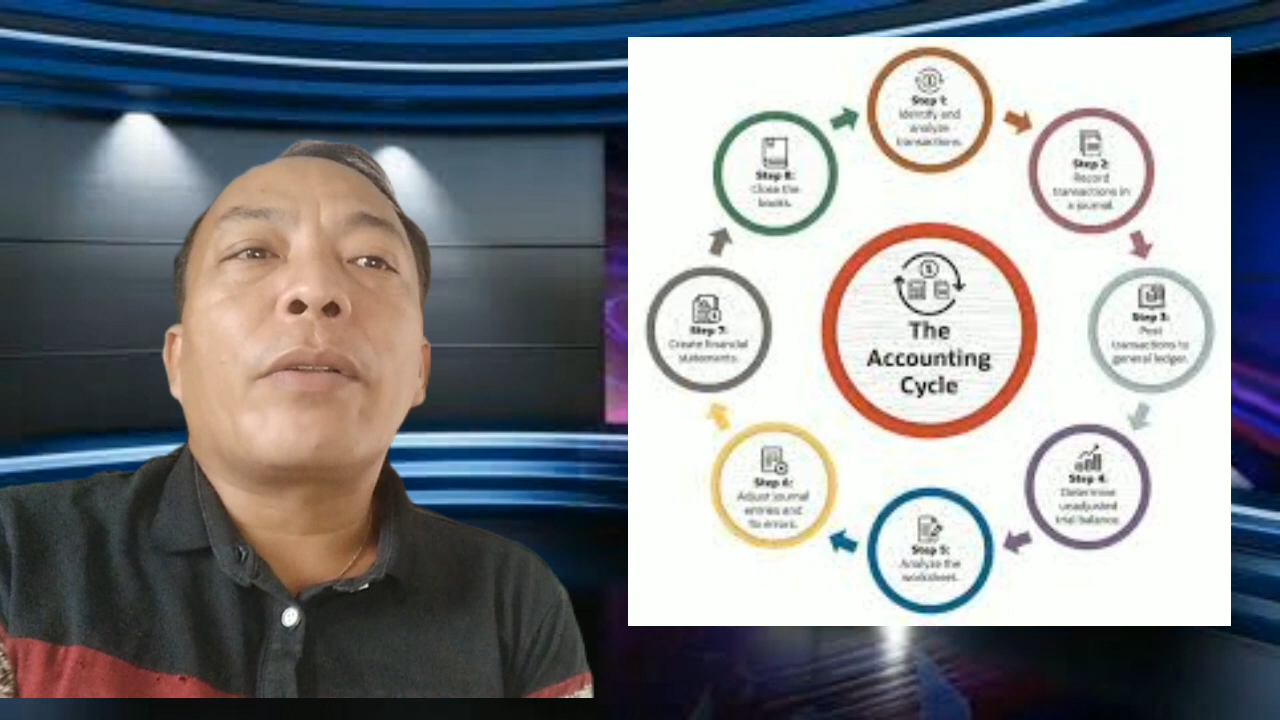 Step 1:
Identify and
analyze
transactions.
Step 2:
Record
transactions in
a journal.
Step 3:
Post
transactions to
general ledger.
Step 4:
Determine
unadjusted
trial balance.
Step 5:
Analyze the
worksheet.
Step 6:
Adjust journal
entries and
fix errors.
Step 7:
Create financial
statements.
Step 8:
Close the
books.
The
Accounting
Cycle